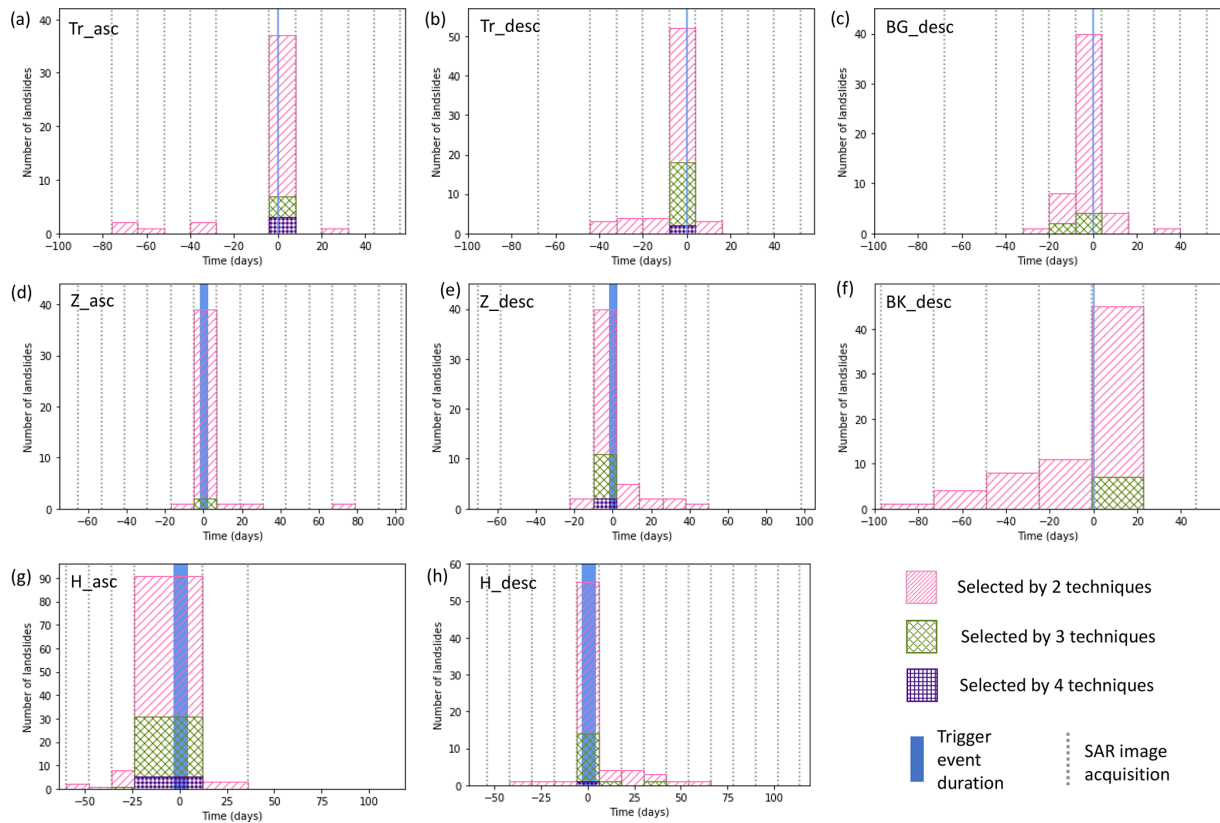 (a)
Tr_asc
40
30
20
10
0
Number of landslides
−100 −80 −60 −40 −20 0 20 40
Time (days)
(b)
Tr_desc
50
40
30
20
10
0
Number of landslides
−100 −80 −60 −40 −20 0 20 40
Time (days)
(c)
BG_desc
40
30
20
10
0
Number of landslides
−100 −80 −60 −40 −20 0 20 40
Time (days)
(d)
Z_asc
40
30
20
10
0
Number of landslides
−60 −40 −20 0 20 40 60 80 100
Time (days)
(e)
Z_desc
40
30
20
10
0
Number of landslides
−60 −40 −20 0 20 40 60 80 100
Time (days)
(f)
BK_desc
40
30
20
10
0
Number of landslides
−100 −80 −60 −40 −20 0 20 40
Time (days)
(g)
H_asc
90
80
70
60
50
40
30
20
10
0
Number of landslides
−50 −25 0 25 50 75 100
Time (days)
(h)
H_desc
60
50
40
30
20
10
0
Number of landslides
−50 −25 0 25 50 75 100
Time (days)
Selected by 2 techniques
Selected by 3 techniques
Selected by 4 techniques
Trigger
event
duration
SAR image
acquisition